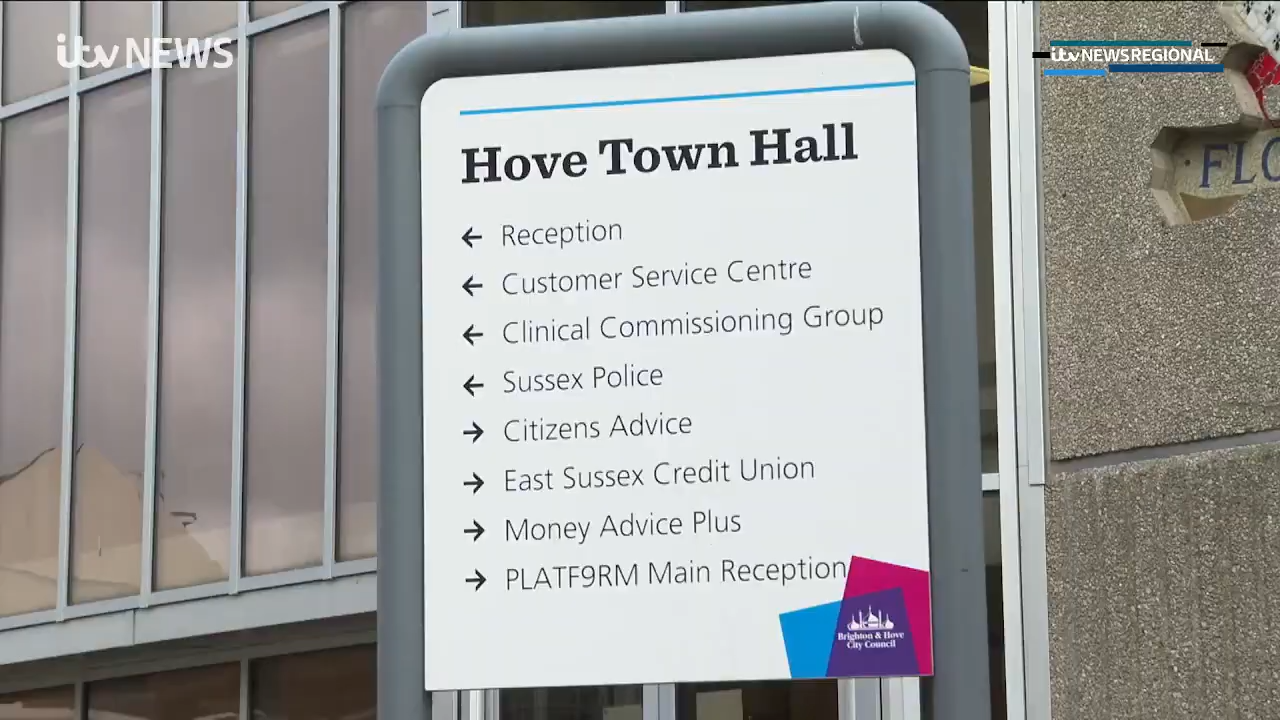 itv NEWS
itv NEWS REGIONAL
Hove Town Hall
← Reception
← Customer Service Centre
← Clinical Commissioning Group
← Sussex Police
→ Citizens Advice
→ East Sussex Credit Union
→ Money Advice Plus
→ PLATF9RM Main Reception
Brighton & Hove
City Council
FLO